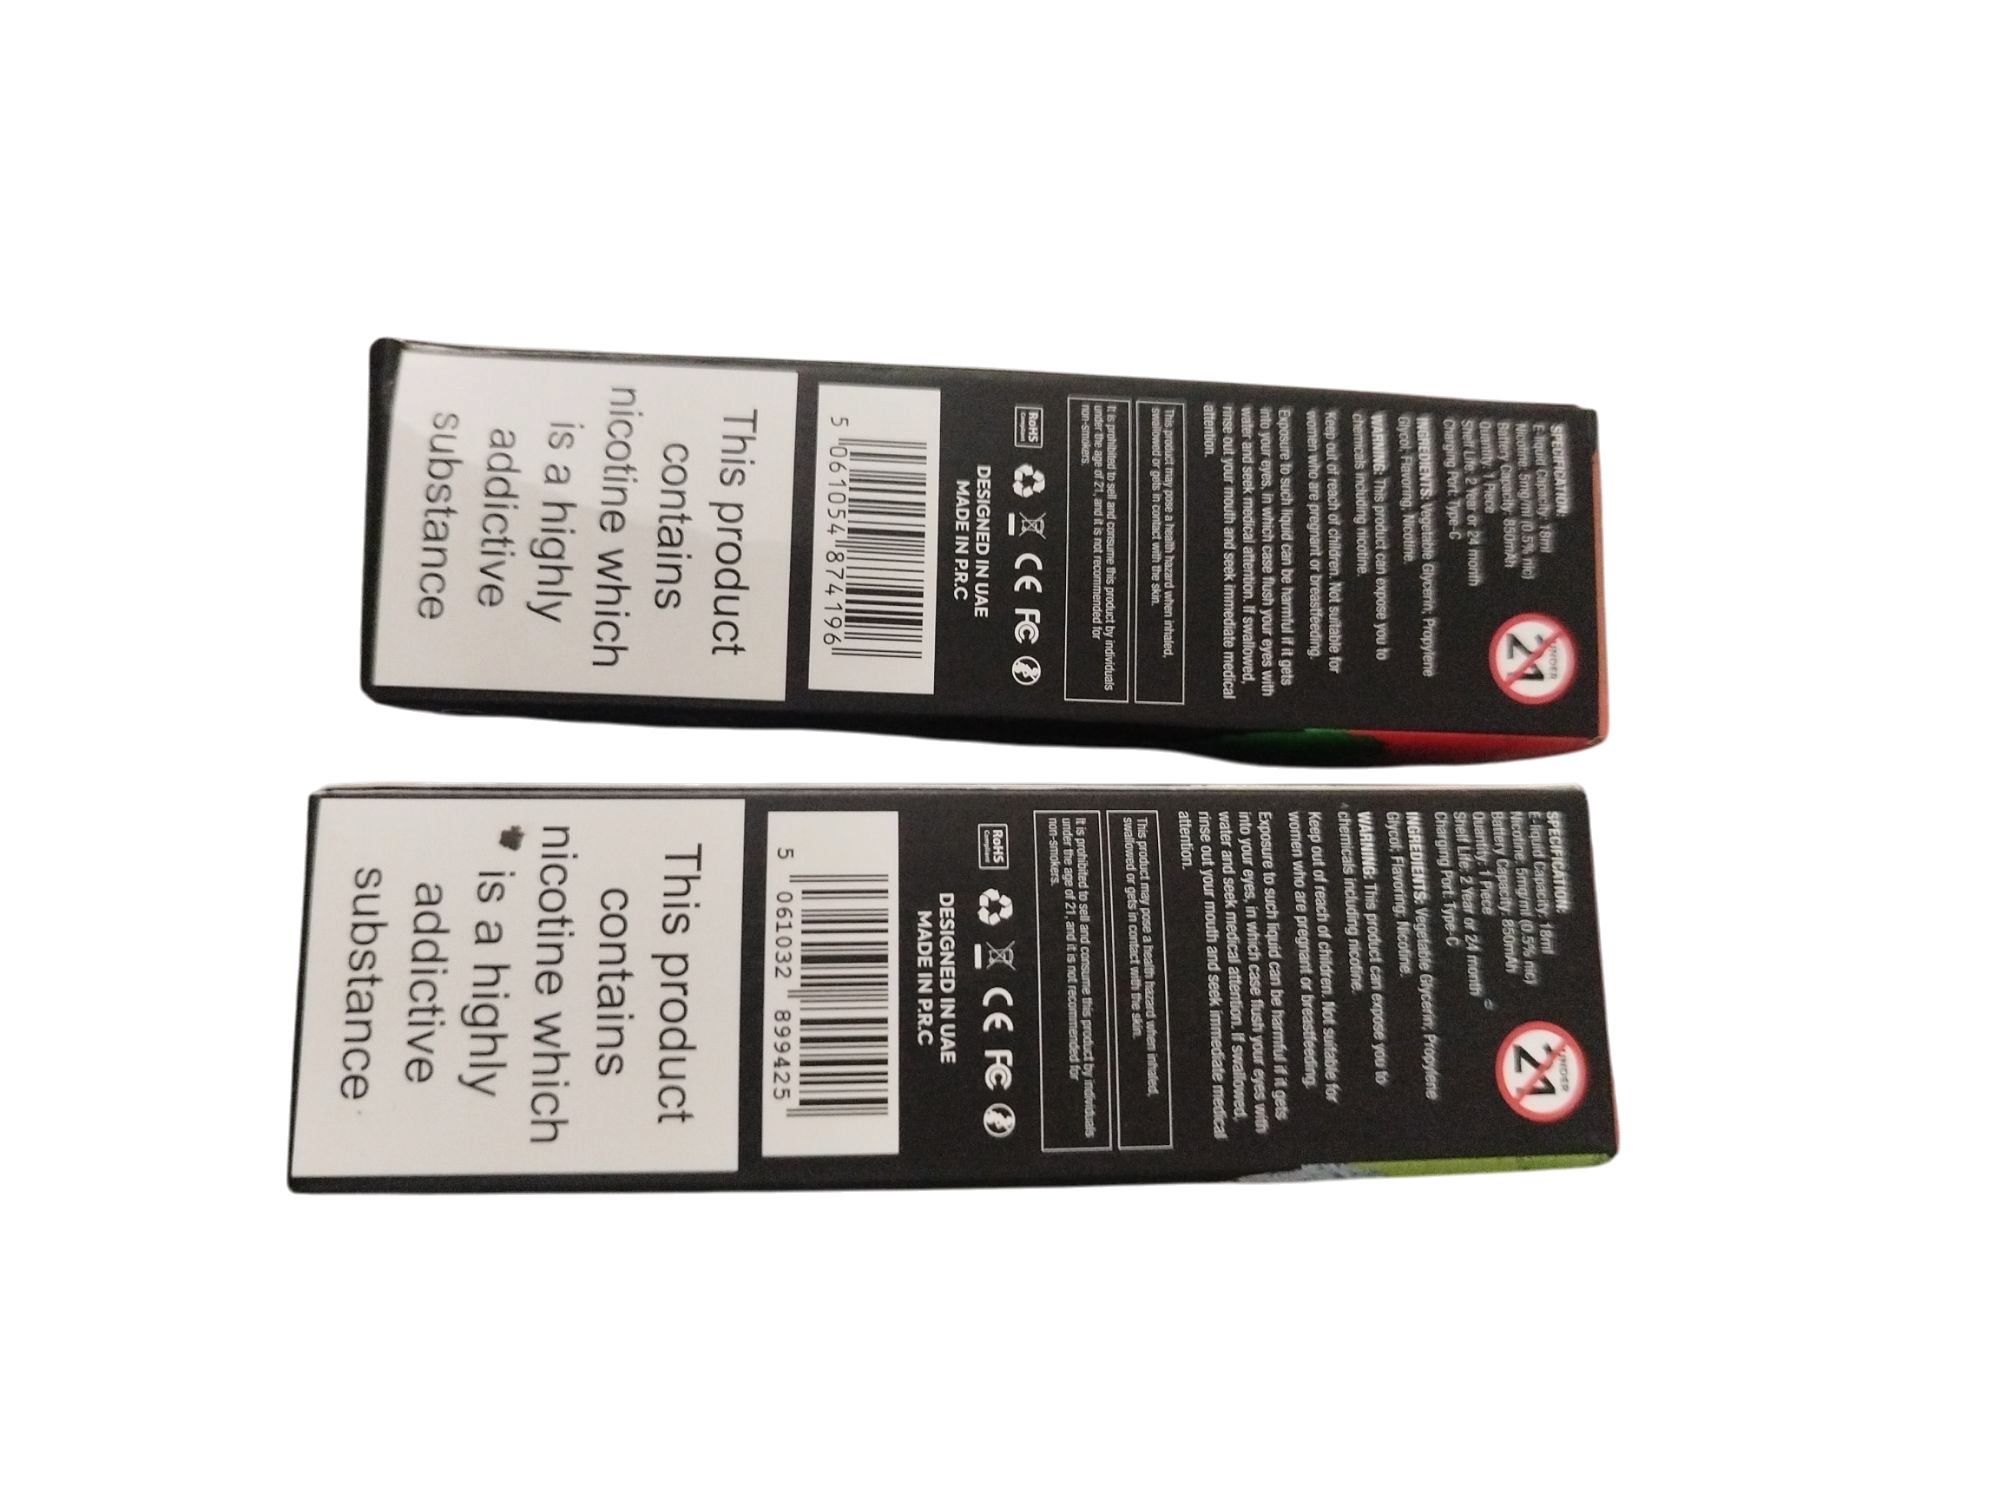 SPECIFICATION:
E-liquid Capacity: 18ml
Nicotine: 5mg/ml (0.5% nic)
Battery Capacity: 850mAh
Quantity: 1 Piece
Shelf Life: 2 Year or 24 month
Charging Port: Type-C
UNDER
21
INGREDIENTS: Vegetable Glycerin, Propylene
Glycol, Flavoring, Nicotine.
WARNING: This product can expose you to
chemicals including nicotine.
Keep out of reach of children. Not suitable for
women who are pregnant or breastfeeding.
Exposure to such liquid can be harmful if it gets
into your eyes, in which case flush your eyes with
water and seek medical attention. If swallowed,
rinse out your mouth and seek immediate medical
attention.
This product may pose a health hazard when inhaled,
swallowed or gets in contact with the skin.
It is prohibited to sell and consume this product by individuals
under the age of 21, and it is not recommended for
non-smokers.
RoHS
Compliant
CE FC
DESIGNED IN UAE
MADE IN P.R.C
5 061054 874196
This product
contains
nicotine which
is a highly
addictive
substance
SPECIFICATION:
E-liquid Capacity: 18ml
Nicotine: 5mg/ml (0.5% nic)
Battery Capacity: 850mAh
Quantity: 1 Piece
Shelf Life: 2 Year or 24 month
Charging Port: Type-C
UNDER
21
INGREDIENTS: Vegetable Glycerin, Propylene
Glycol, Flavoring, Nicotine.
WARNING: This product can expose you to
chemicals including nicotine.
Keep out of reach of children. Not suitable for
women who are pregnant or breastfeeding.
Exposure to such liquid can be harmful if it gets
into your eyes, in which case flush your eyes with
water and seek medical attention. If swallowed,
rinse out your mouth and seek immediate medical
attention.
This product may pose a health hazard when inhaled,
swallowed or gets in contact with the skin.
It is prohibited to sell and consume this product by individuals
under the age of 21, and it is not recommended for
non-smokers.
RoHS
Compliant
CE FC
DESIGNED IN UAE
MADE IN P.R.C
5 061032 899425
This product
contains
nicotine which
is a highly
addictive
substance